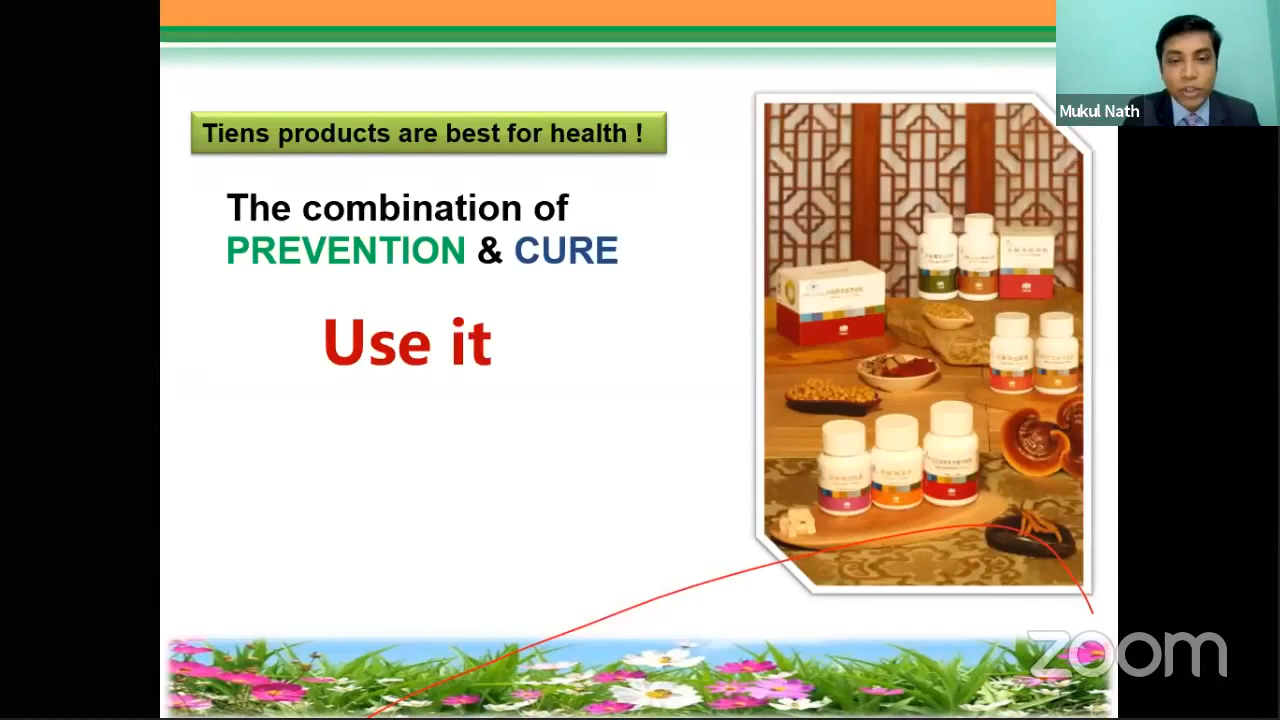 Tiens products are best for health !
The combination of
PREVENTION & CURE
Use it
Mukul Nath
zoom